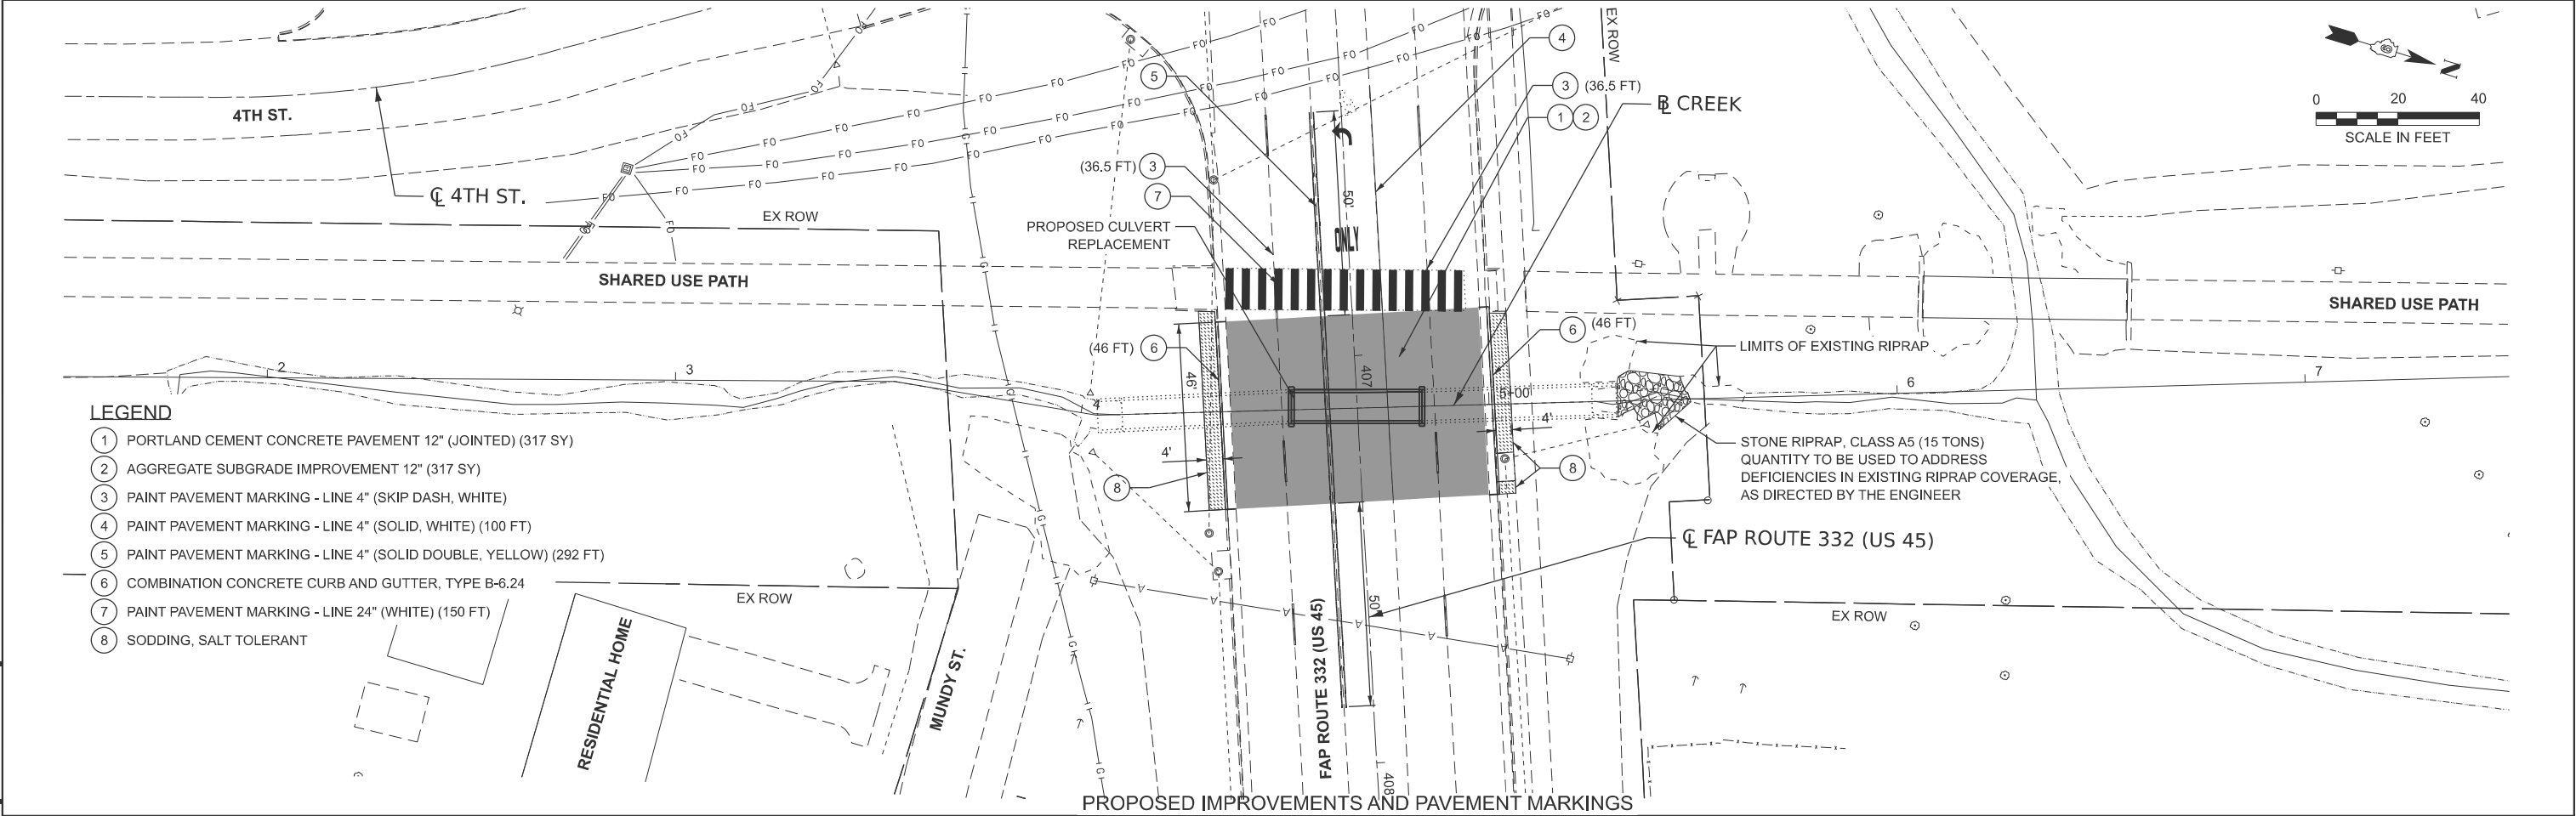 4TH ST.
℄ 4TH ST.
EX ROW
SHARED USE PATH
2
3
4
LEGEND
1 PORTLAND CEMENT CONCRETE PAVEMENT 12" (JOINTED) (317 SY)
2 AGGREGATE SUBGRADE IMPROVEMENT 12" (317 SY)
3 PAINT PAVEMENT MARKING - LINE 4" (SKIP DASH, WHITE)
4 PAINT PAVEMENT MARKING - LINE 4" (SOLID, WHITE) (100 FT)
5 PAINT PAVEMENT MARKING - LINE 4" (SOLID DOUBLE, YELLOW) (292 FT)
6 COMBINATION CONCRETE CURB AND GUTTER, TYPE B-6.24
7 PAINT PAVEMENT MARKING - LINE 24" (WHITE) (150 FT)
8 SODDING, SALT TOLERANT
EX ROW
RESIDENTIAL HOME
MUNDY ST.
5
(36.5 FT) 3
7
PROPOSED CULVERT
REPLACEMENT
(46 FT) 6
46'
4'
8
50'
ONLY
407
50'
408
FAP ROUTE 332 (US 45)
4
3 (36.5 FT)
1 2
EX ROW
B CREEK
6 (46 FT)
5+00
4'
8
LIMITS OF EXISTING RIPRAP
6
7
STONE RIPRAP, CLASS A5 (15 TONS)
QUANTITY TO BE USED TO ADDRESS
DEFICIENCIES IN EXISTING RIPRAP COVERAGE,
AS DIRECTED BY THE ENGINEER
℄ FAP ROUTE 332 (US 45)
EX ROW
SHARED USE PATH
N
0 20 40
SCALE IN FEET
PROPOSED IMPROVEMENTS AND PAVEMENT MARKINGS